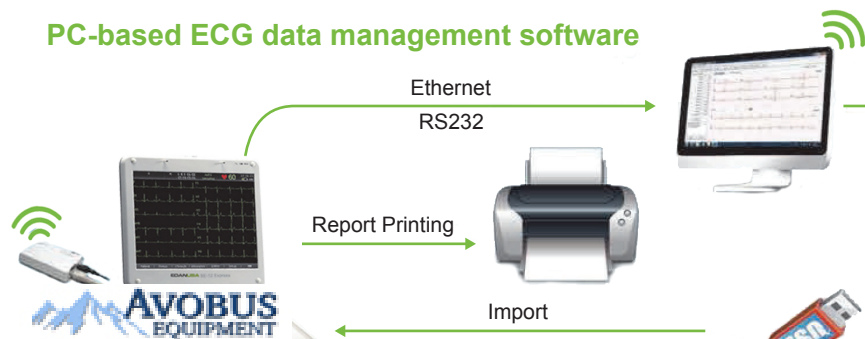 PC-based ECG data management software
Ethernet
RS232
Report Printing
AVOBUS
EQUIPMENT
Import